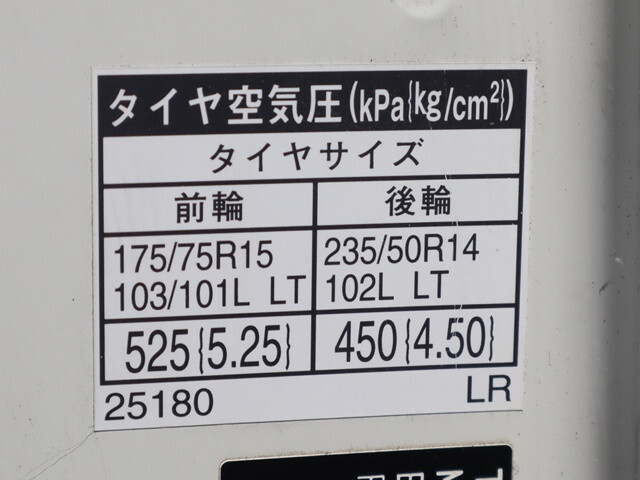 タイヤ空気圧(kPa{kg/cm²})
タイヤサイズ
前輪 後輪
175/75R15 235/50R14
103/101L LT 102L LT
525{5.25} 450{4.50}
25180 LR